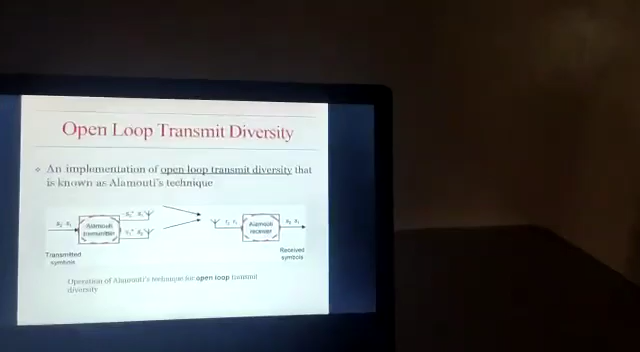 Open Loop Transmit Diversity
An implementation of open loop transmit diversity that
is known as Alamouti's technique
Alamouti
transmitter
Alamouti
receiver
Transmitted
symbols
Received
symbols
Operation of Alamouti's technique for open loop transmit
diversity